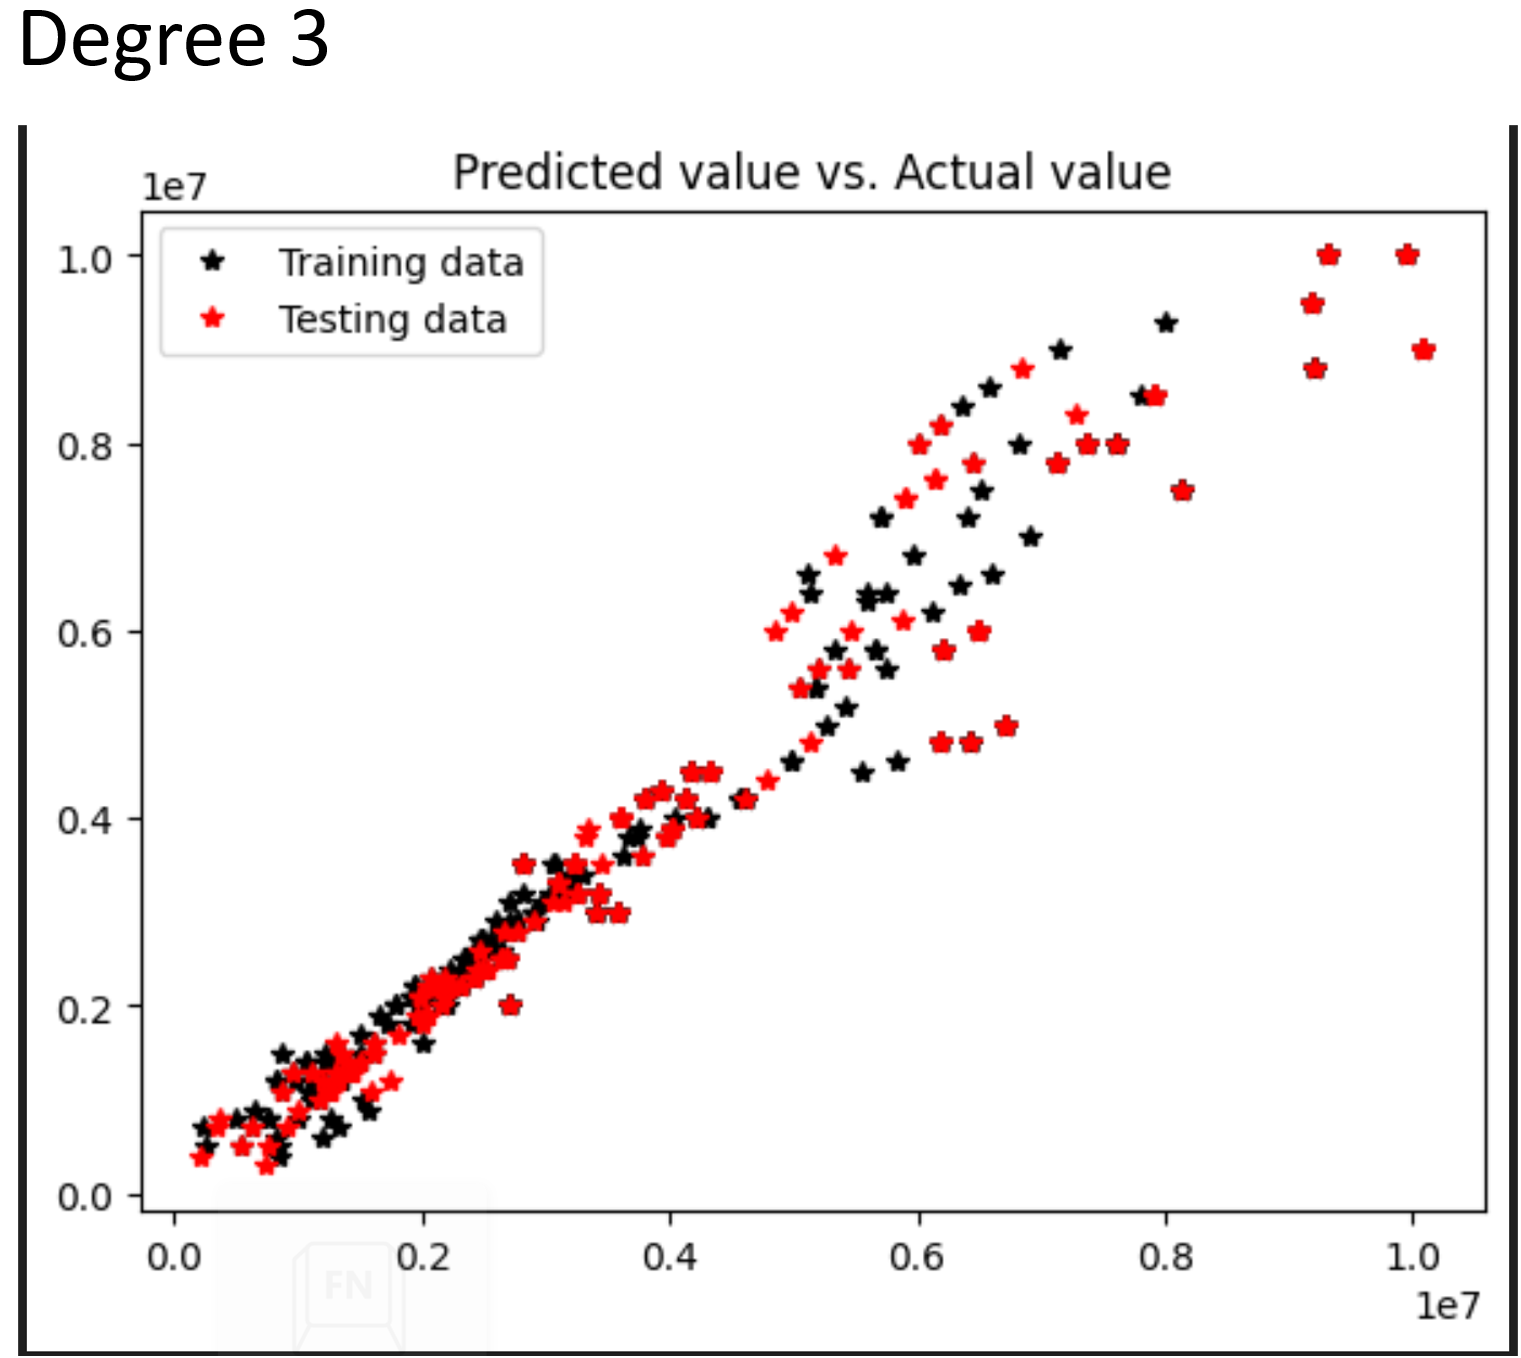 Degree 3
Predicted value vs. Actual value
1e7
Training data
Testing data
1.0
0.8
0.6
0.4
0.2
0.0
0.0 0.2 0.4 0.6 0.8 1.0
1e7
FN